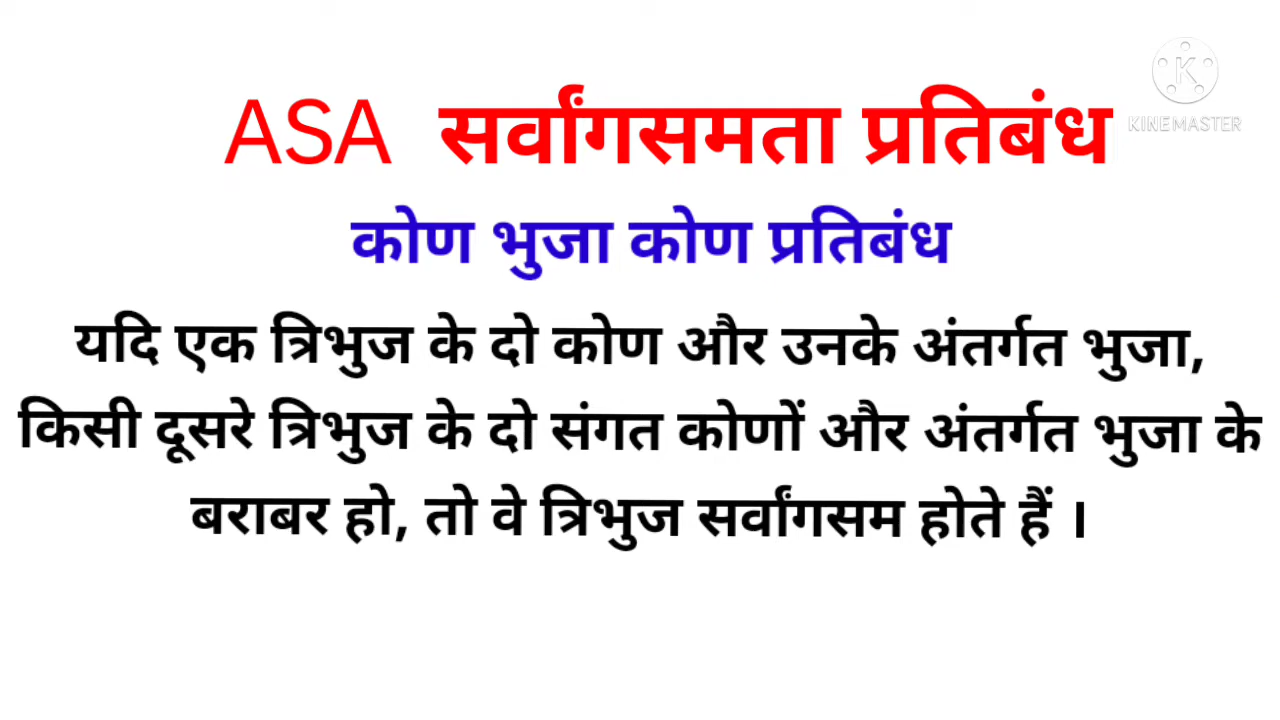 ASA सर्वांगसमता प्रतिबंध
KINEMASTER
कोण भुजा कोण प्रतिबंध
यदि एक त्रिभुज के दो कोण और उनके अंतर्गत भुजा,
किसी दूसरे त्रिभुज के दो संगत कोणों और अंतर्गत भुजा के
बराबर हो, तो वे त्रिभुज सर्वांगसम होते हैं ।